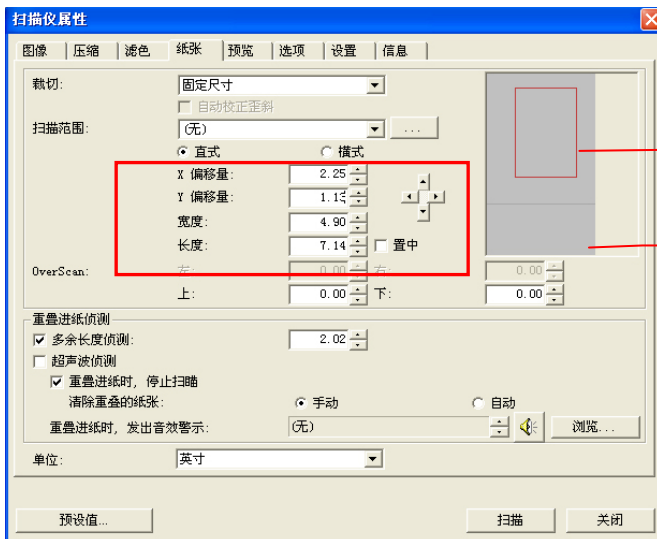 扫描仪属性
图像 压缩 滤色 纸张 预览 选项 设置 信息
裁切: 固定尺寸
自动校正歪斜
扫描范围: (无) ...
直式 横式
X 偏移量: 2.25
Y 偏移量: 1.13
宽度: 4.90
长度: 7.14 置中
OverScan: 左: 0.00 右: 0.00
上: 0.00 下: 0.00
重叠进纸侦测
多余长度侦测: 2.02
超声波侦测
重叠进纸时, 停止扫瞄
清除重叠的纸张: 手动 自动
重叠进纸时, 发出音效警示: (无) 浏览...
单位: 英寸
预设值... 扫描 关闭